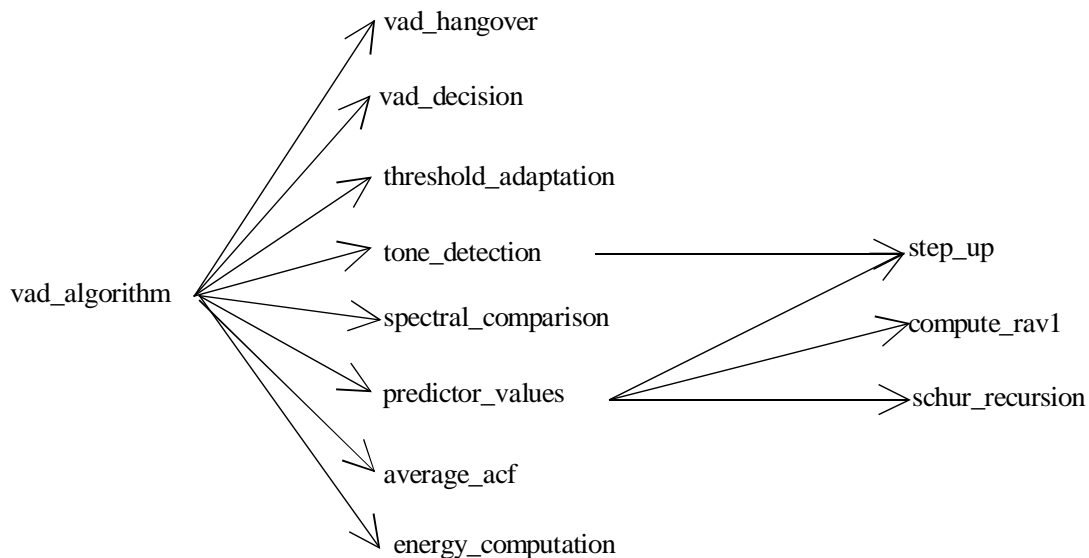 vad_hangover
vad_decision
threshold_adaptation
tone_detection
step_up
vad_algorithm
spectral_comparison
compute_rav1
predictor_values
schur_recursion
average_acf
energy_computation